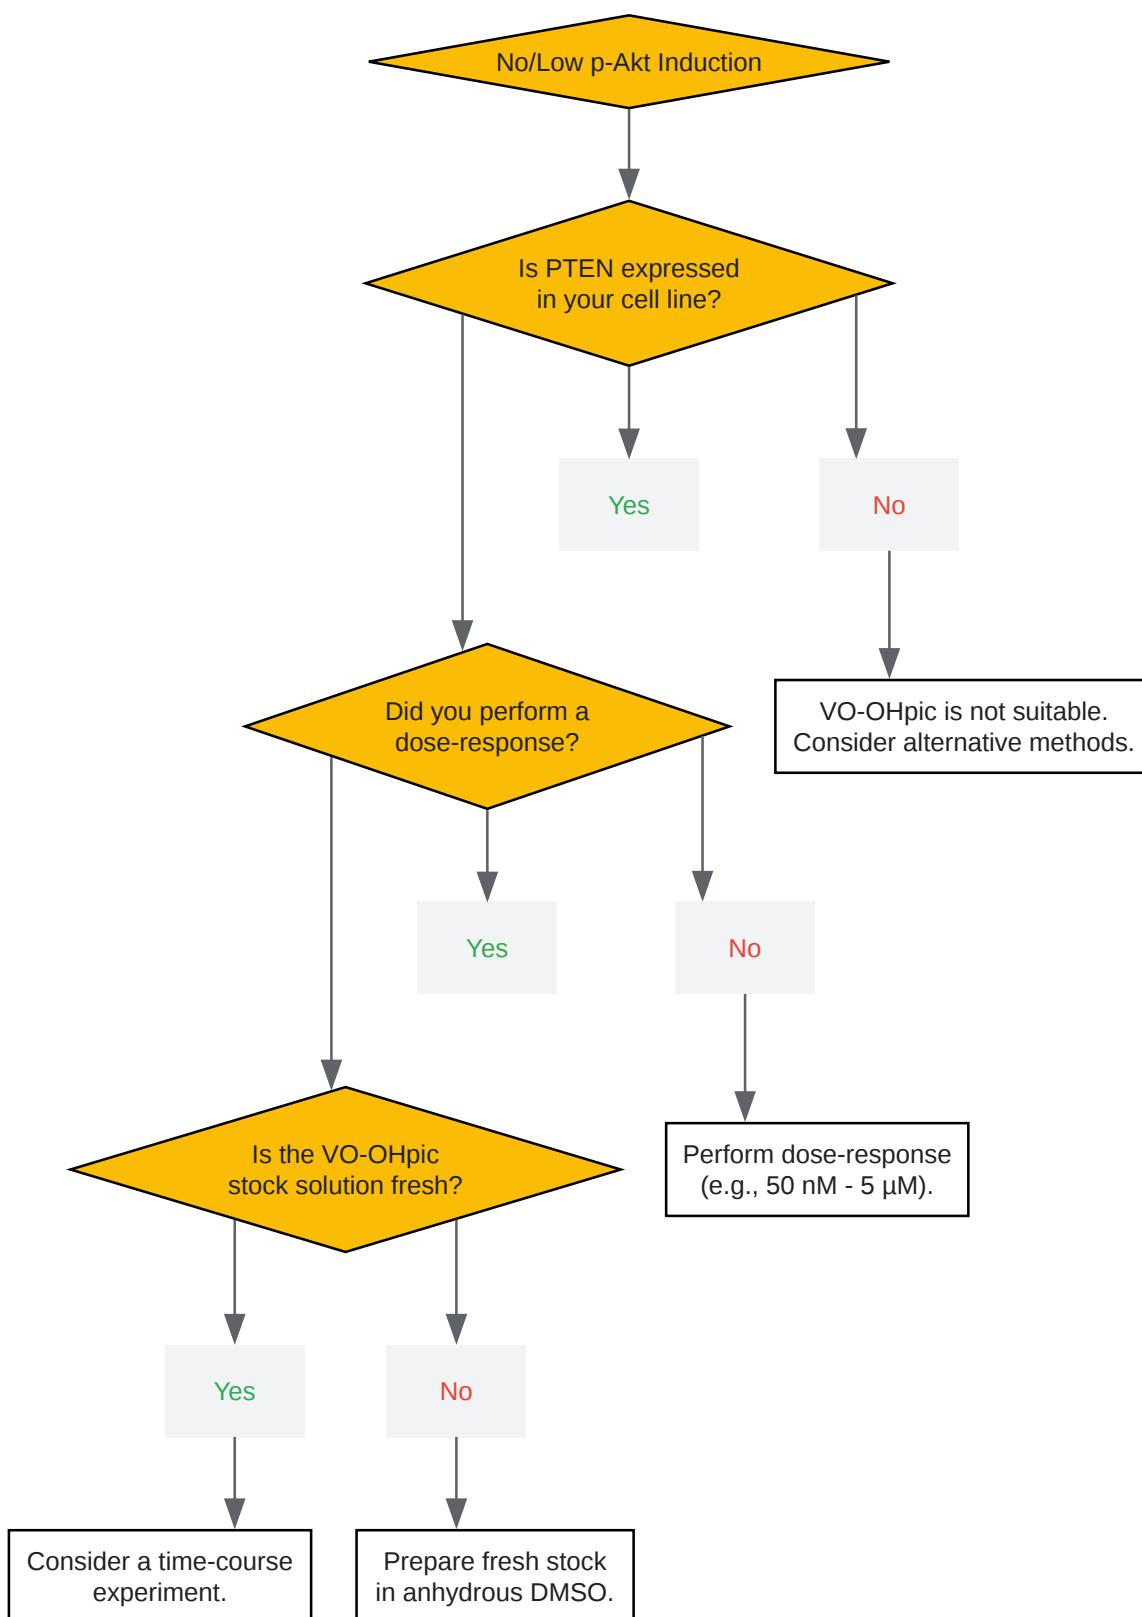 No/Low p-Akt Induction
Is PTEN expressed
in your cell line?
Yes
No
VO-OHpic is not suitable.
Consider alternative methods.
Did you perform a
dose-response?
Yes
No
Perform dose-response
(e.g., 50 nM - 5 µM).
Is the VO-OHpic
stock solution fresh?
Yes
No
Consider a time-course
experiment.
Prepare fresh stock
in anhydrous DMSO.